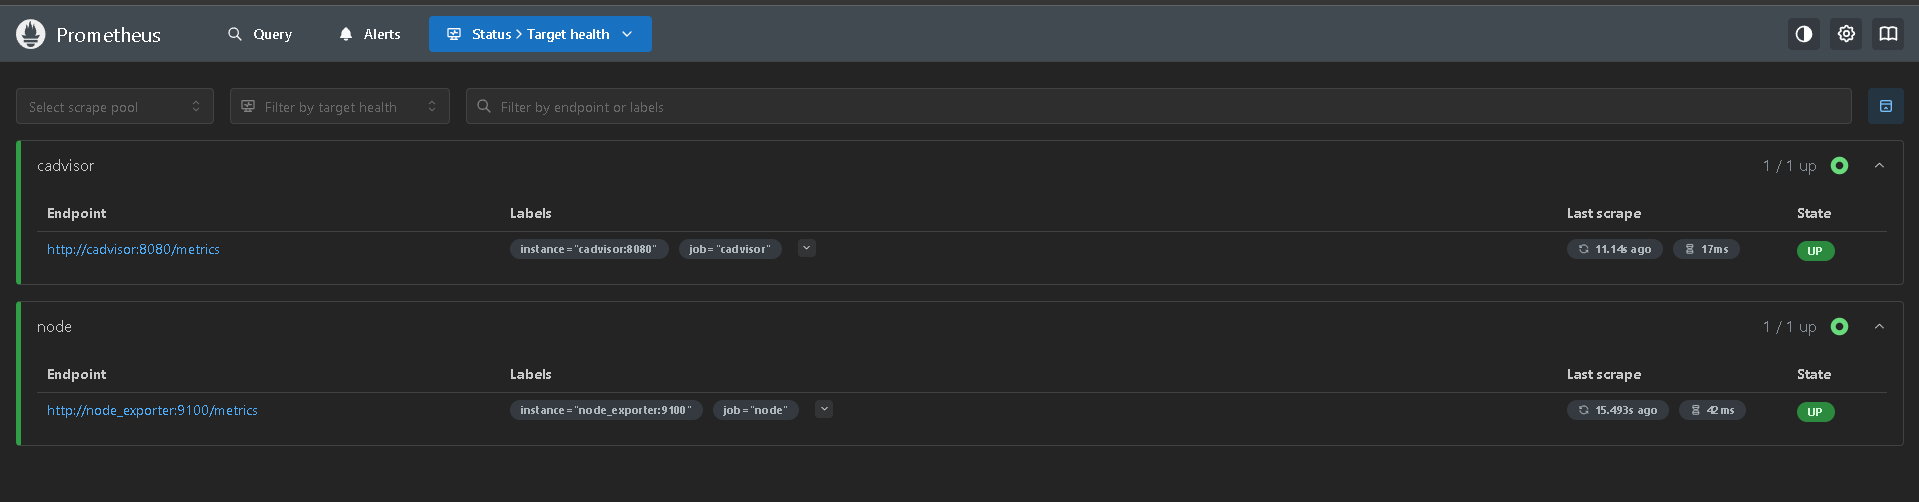 Prometheus Query Alerts Status > Target health
Select scrape pool Filter by target health Filter by endpoint or labels
cadvisor 1 / 1 up
Endpoint Labels Last scrape State
http://cadvisor:8080/metrics instance="cadvisor:8080" job="cadvisor" 11.14s ago 17ms UP
node 1 / 1 up
Endpoint Labels Last scrape State
http://node_exporter:9100/metrics instance="node_exporter:9100" job="node" 15.493s ago 42ms UP